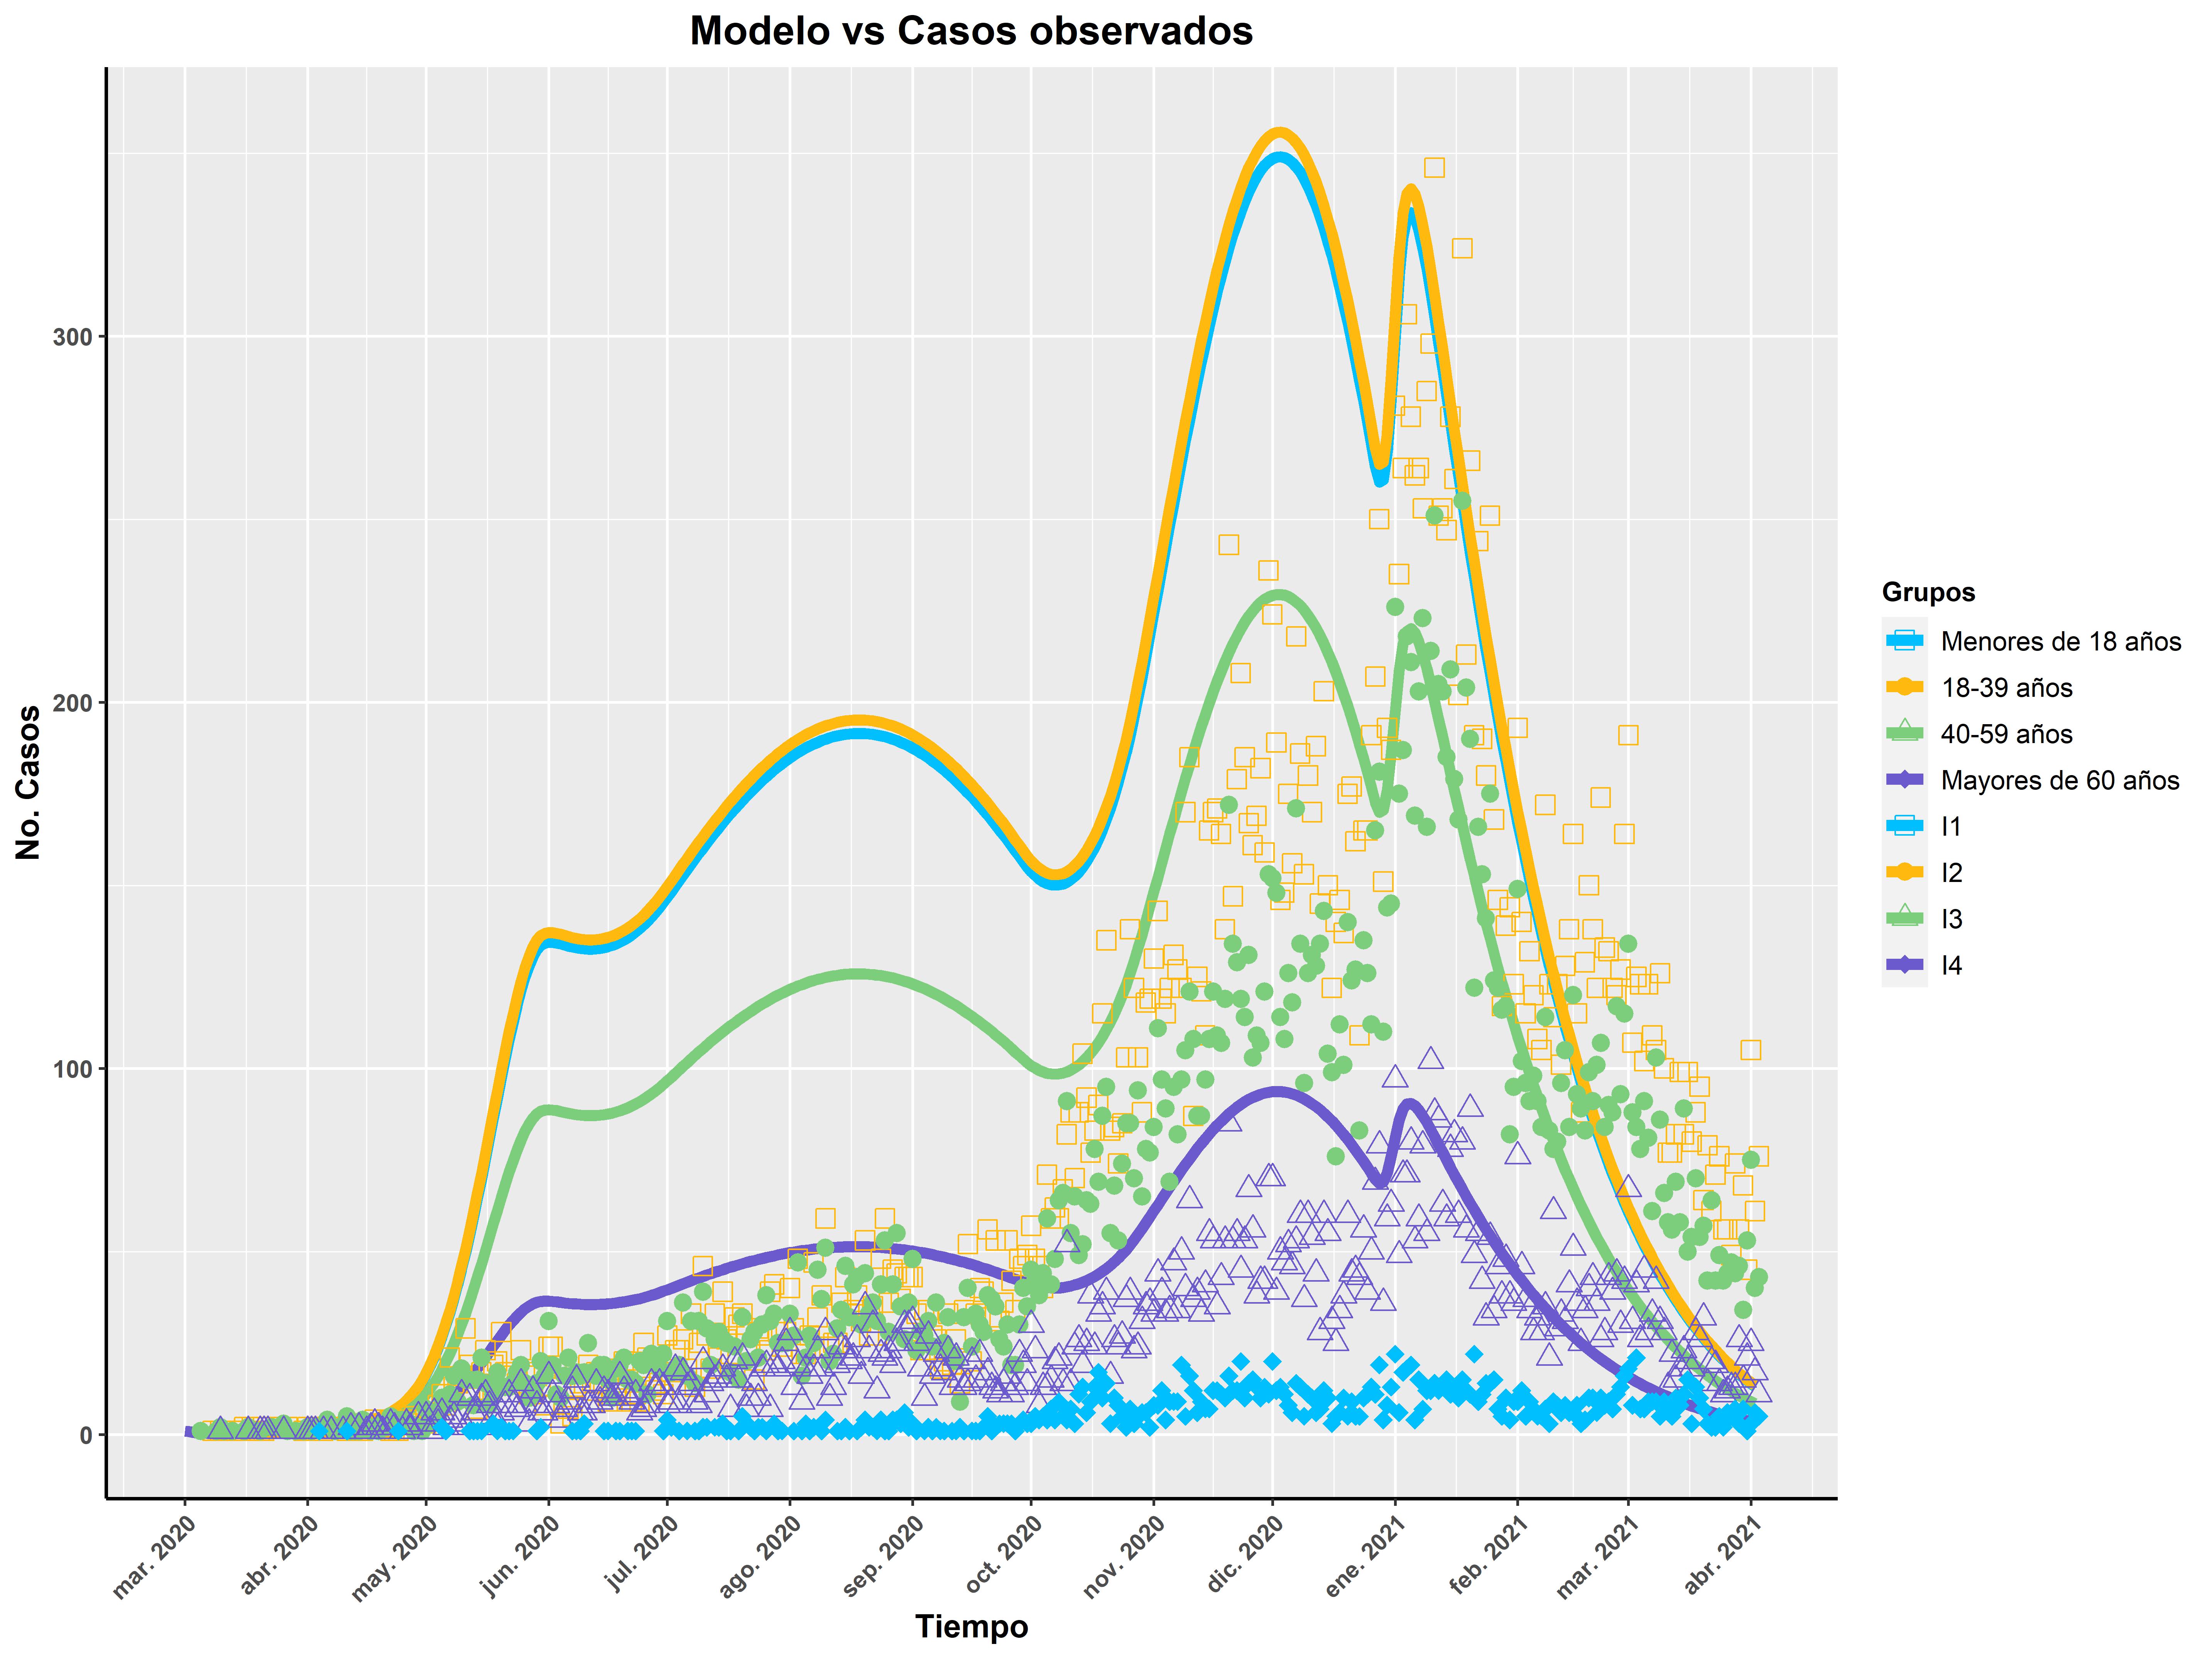 Modelo vs Casos observados
No. Casos
300
200
100
0
mar. 2020
abr. 2020
may. 2020
jun. 2020
jul. 2020
ago. 2020
sep. 2020
oct. 2020
nov. 2020
dic. 2020
ene. 2021
feb. 2021
mar. 2021
abr. 2021
Tiempo
Grupos
Menores de 18 años
18-39 años
40-59 años
Mayores de 60 años
I1
I2
I3
I4